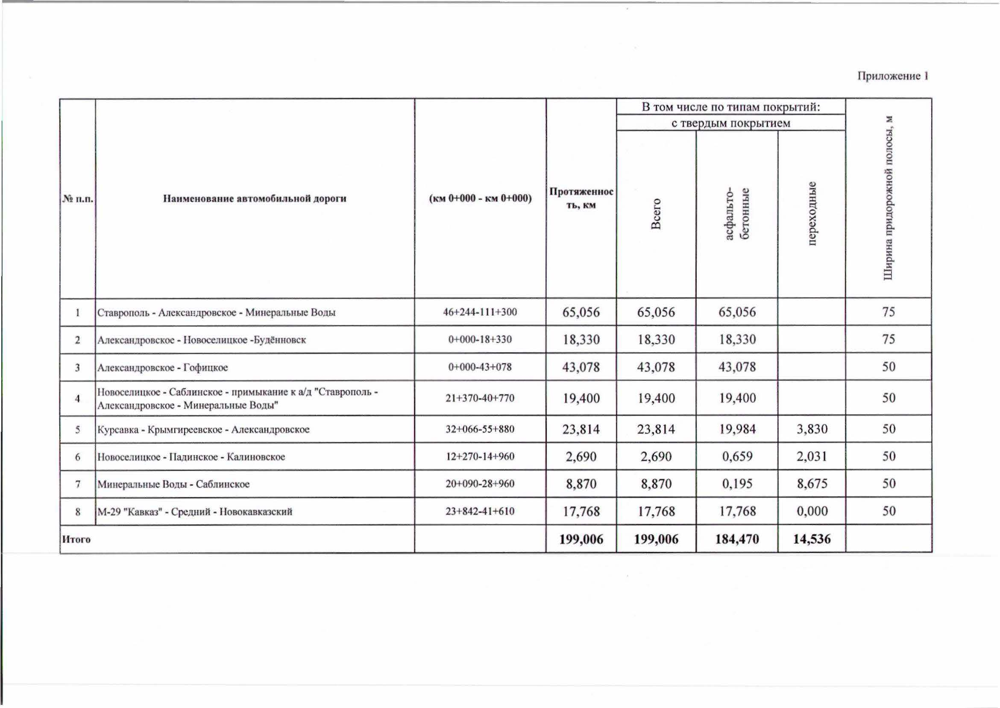 Приложение 1
№ п.п.
Наименование автомобильной дороги
(км 0+000 - км 0+000)
Протяженнос
ть, км
В том числе по типам покрытий:
с твердым покрытием
Всего
асфальто-
бетонные
переходные
Ширина придорожной полосы, м
1 Ставрополь - Александровское - Минеральные Воды 46+244-111+300 65,056 65,056 65,056 75
2 Александровское - Новоселицкое -Будённовск 0+000-18+330 18,330 18,330 18,330 75
3 Александровское - Гофицкое 0+000-43+078 43,078 43,078 43,078 50
4 Новоселицкое - Саблинское - примыкание к а/д "Ставрополь -
Александровское - Минеральные Воды" 21+370-40+770 19,400 19,400 19,400 50
5 Курсавка - Крымгиреевское - Александровское 32+066-55+880 23,814 23,814 19,984 3,830 50
6 Новоселицкое - Падинское - Калиновское 12+270-14+960 2,690 2,690 0,659 2,031 50
7 Минеральные Воды - Саблинское 20+090-28+960 8,870 8,870 0,195 8,675 50
8 М-29 "Кавказ" - Средний - Новокавказский 23+842-41+610 17,768 17,768 17,768 0,000 50
Итого 199,006 199,006 184,470 14,536